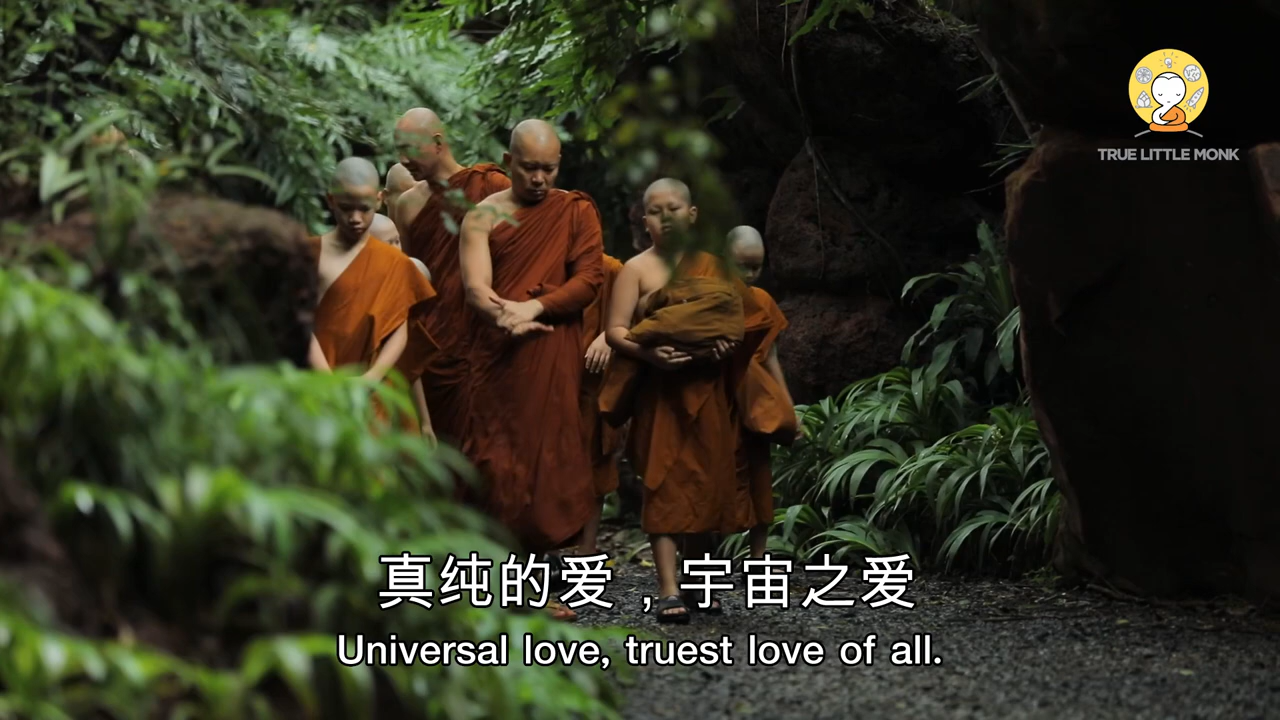 TRUE LITTLE MONK
真纯的爱，宇宙之爱
Universal love, truest love of all.